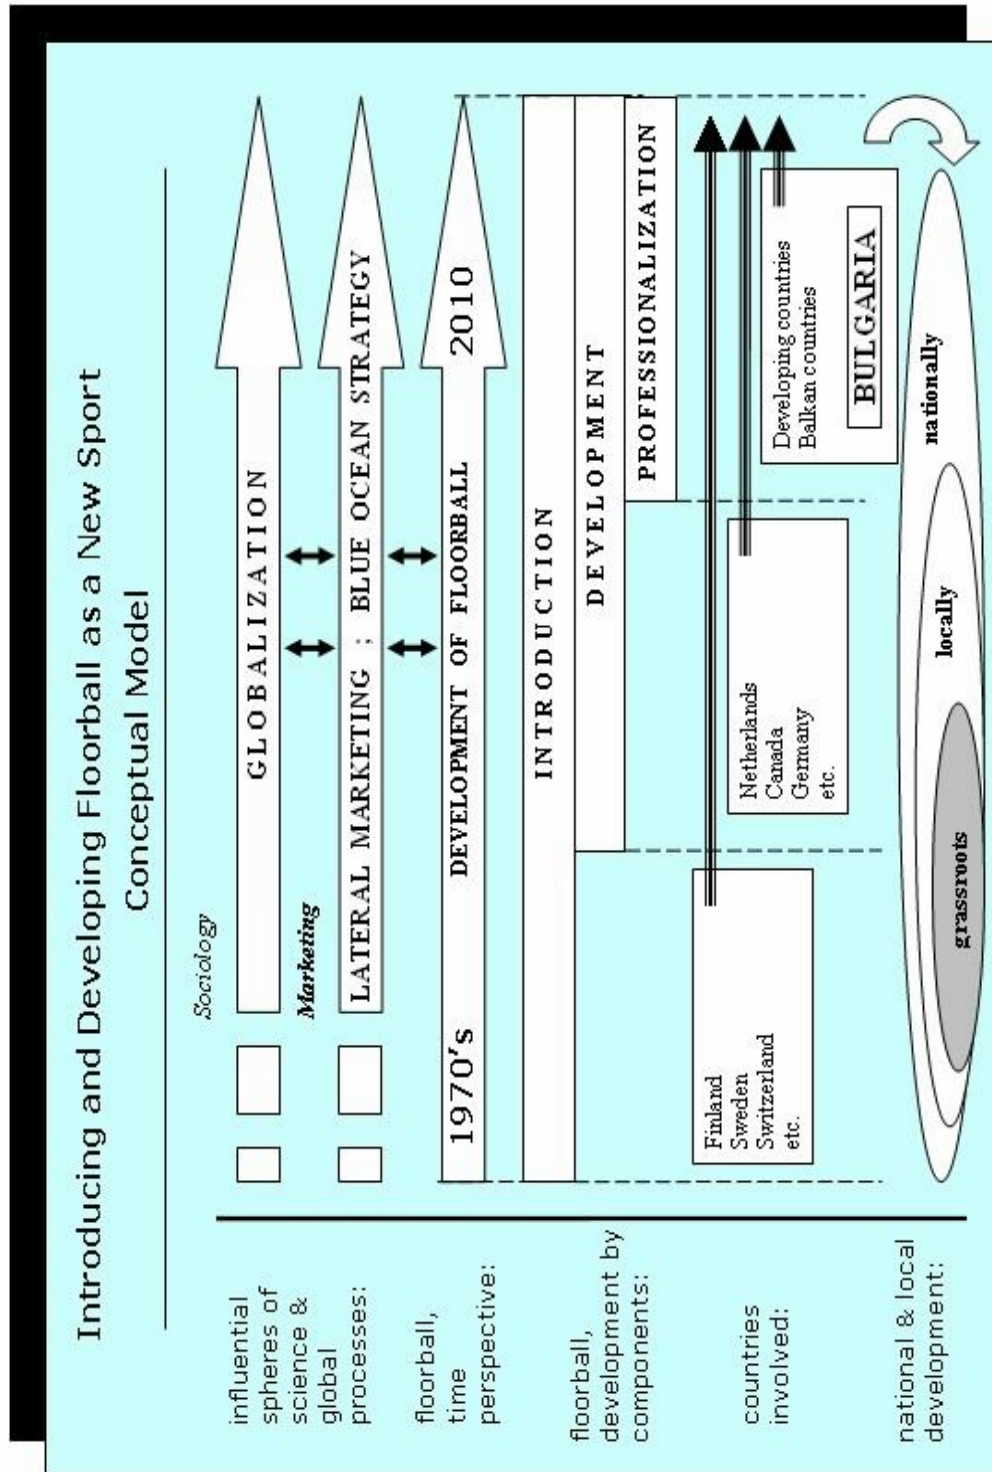 Introducing and Developing Floorball as a New Sport
Conceptual Model
influential
spheres of
science &
global
processes:
Sociology
GLOBALIZATION
Marketing
LATERAL MARKETING ; BLUE OCEAN STRATEGY
floorball,
time
perspective:
1970's DEVELOPMENT OF FLOORBALL 2010
floorball,
development by
components:
INTRODUCTION
DEVELOPMENT
PROFESSIONALIZATION
countries
involved:
Finland
Sweden
Switzerland
etc.
Netherlands
Canada
Germany
etc.
Developing countries
Balkan countries
BULGARIA
national & local
development:
grassroots
locally
nationally